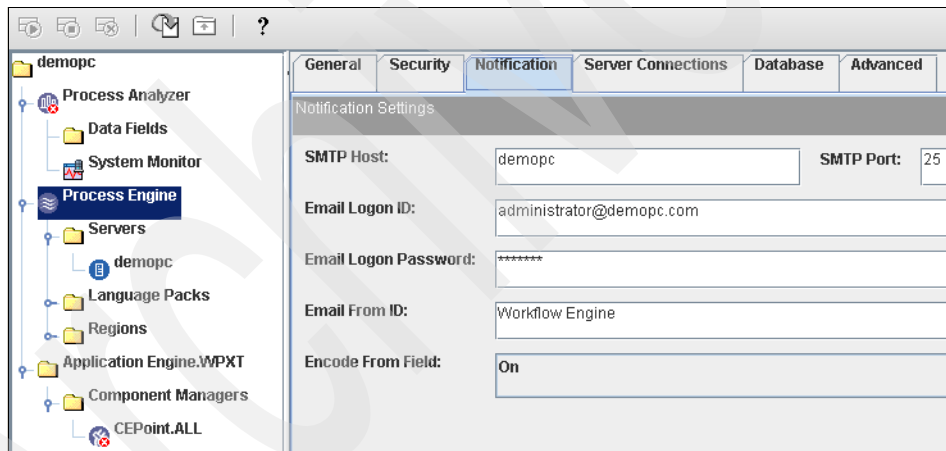 ?
demopc
Process Analyzer
Data Fields
System Monitor
Process Engine
Servers
demopc
Language Packs
Regions
Application Engine.WPXT
Component Managers
CEPoint.ALL
General Security Notification Server Connections Database Advanced
Notification Settings
SMTP Host: demopc SMTP Port: 25
Email Logon ID: administrator@demopc.com
Email Logon Password: *******
Email From ID: Workflow Engine
Encode From Field: On